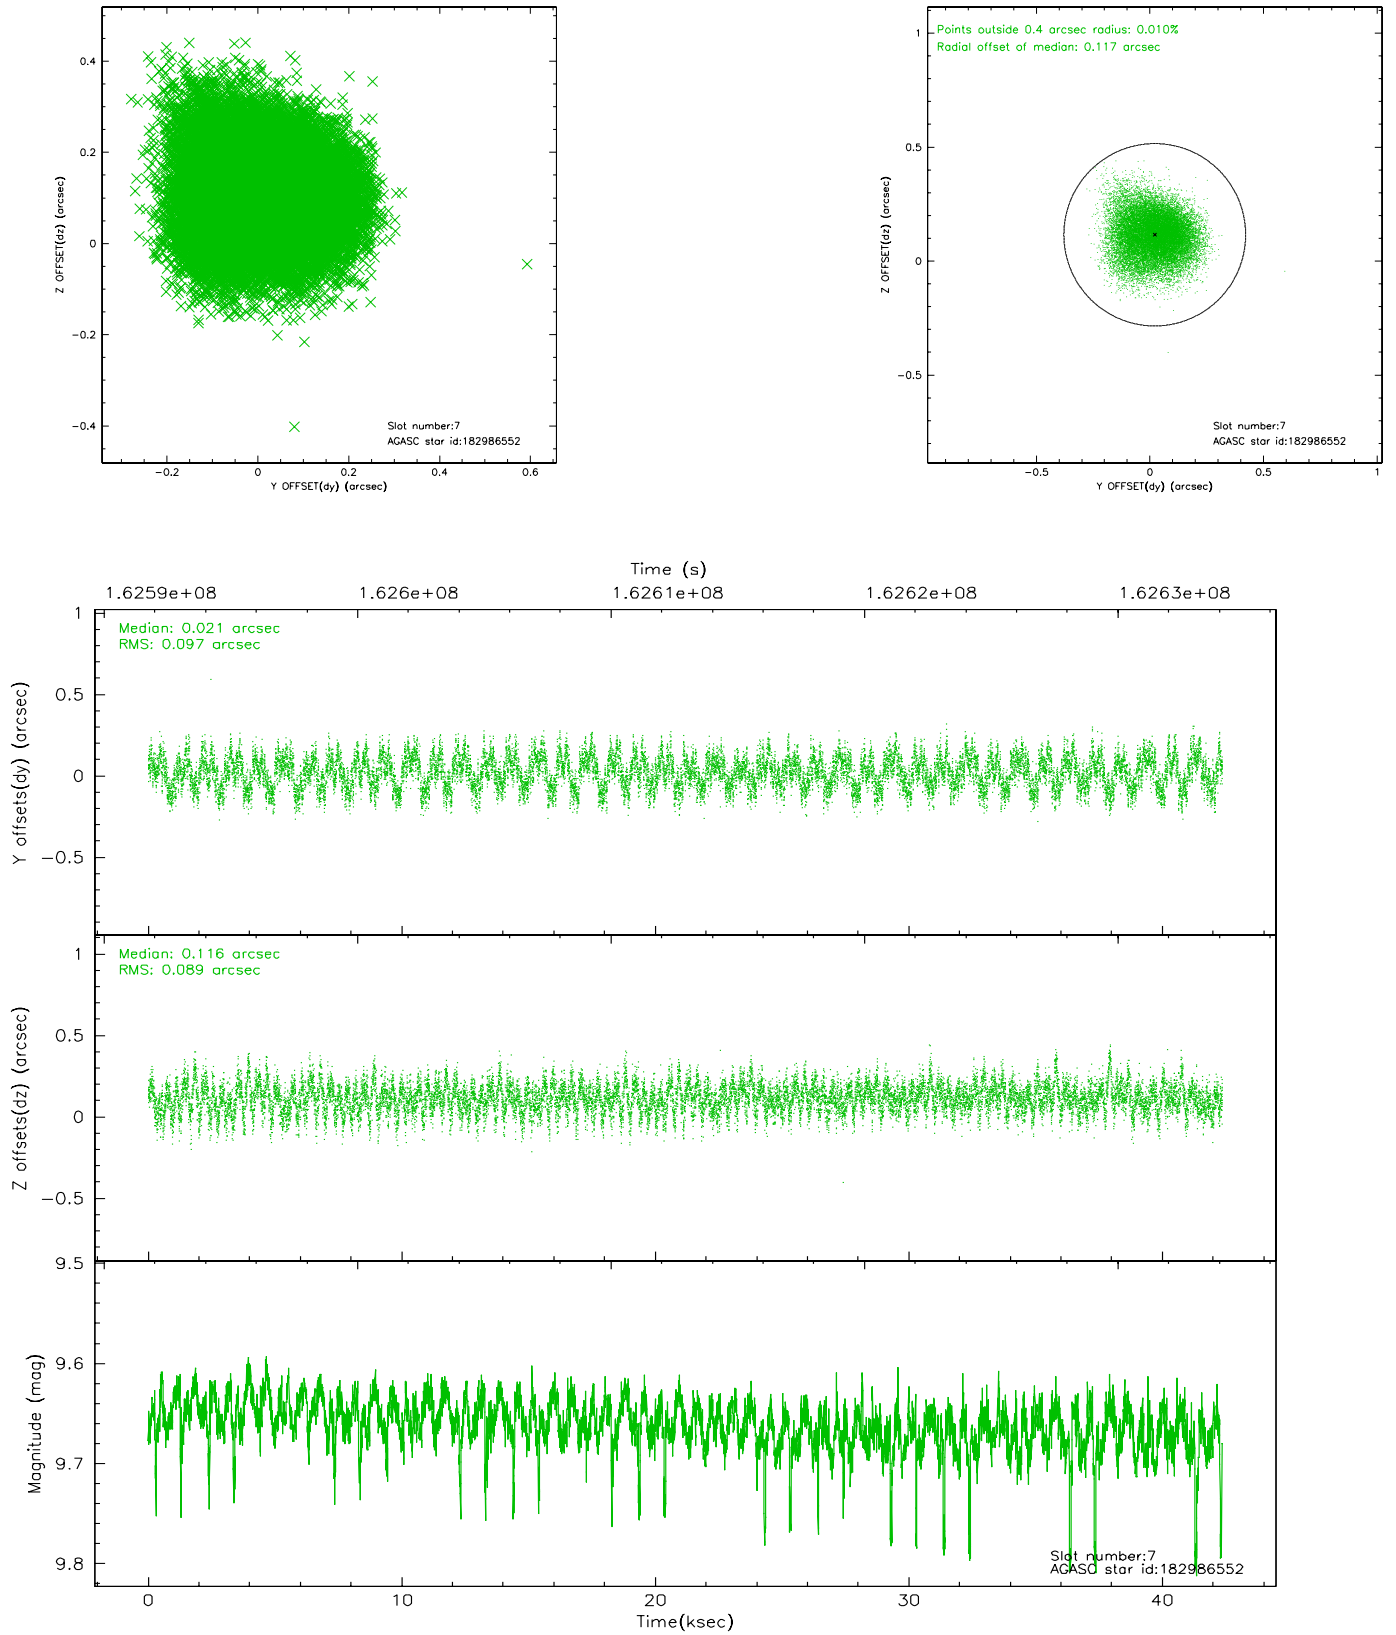 0.4
0.2
0
−0.2
−0.4
Z OFFSET(dz) (arcsec)
Slot number:7
AGASC star id:182986552
−0.2
0
0.2
0.4
0.6
Y OFFSET(dy) (arcsec)
Points outside 0.4 arcsec radius: 0.010%
Radial offset of median: 0.117 arcsec
1
0.5
0
−0.5
Z OFFSET(dz) (arcsec)
Slot number:7
AGASC star id:182986552
−0.5
0
0.5
1
Y OFFSET(dy) (arcsec)
Time (s)
1.6259e+08
1.626e+08
1.6261e+08
1.6262e+08
1.6263e+08
Median: 0.021 arcsec
RMS: 0.097 arcsec
1
0.5
0
−0.5
Y offsets(dy) (arcsec)
Median: 0.116 arcsec
RMS: 0.089 arcsec
1
0.5
0
−0.5
Z offsets(dz) (arcsec)
9.5
9.6
9.7
9.8
Magnitude (mag)
Slot number:7
AGASC star id:182986552
0
10
20
30
40
Time(ksec)